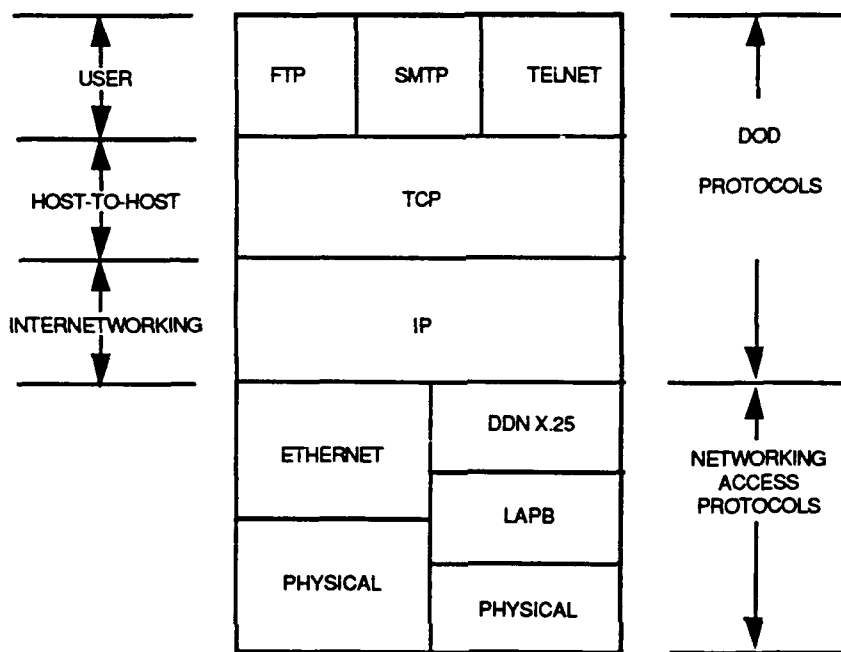 USER
FTP
SMTP
TELNET
DOD
PROTOCOLS
HOST-TO-HOST
TCP
INTERNETWORKING
IP
ETHERNET
DDN X.25
NETWORKING
ACCESS
PROTOCOLS
LAPB
PHYSICAL
PHYSICAL